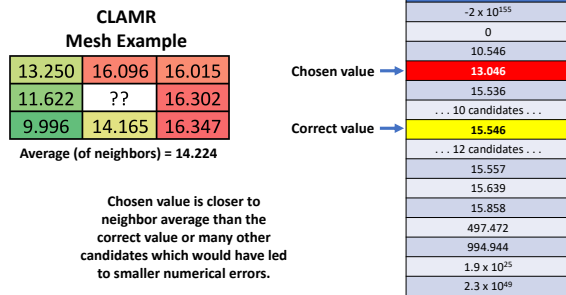 CLAMR
Mesh Example
13.250 16.096 16.015
11.622 ?? 16.302
9.996 14.165 16.347
Average (of neighbors) = 14.224
Chosen value is closer to
neighbor average than the
correct value or many other
candidates which would have led
to smaller numerical errors.
Chosen value
Correct value
-2 x 10¹⁵⁵
0
10.546
13.046
15.536
. . . 10 candidates . . .
15.546
. . . 12 candidates . . .
15.557
15.639
15.858
497.472
994.944
1.9 x 10²⁵
2.3 x 10⁴⁹